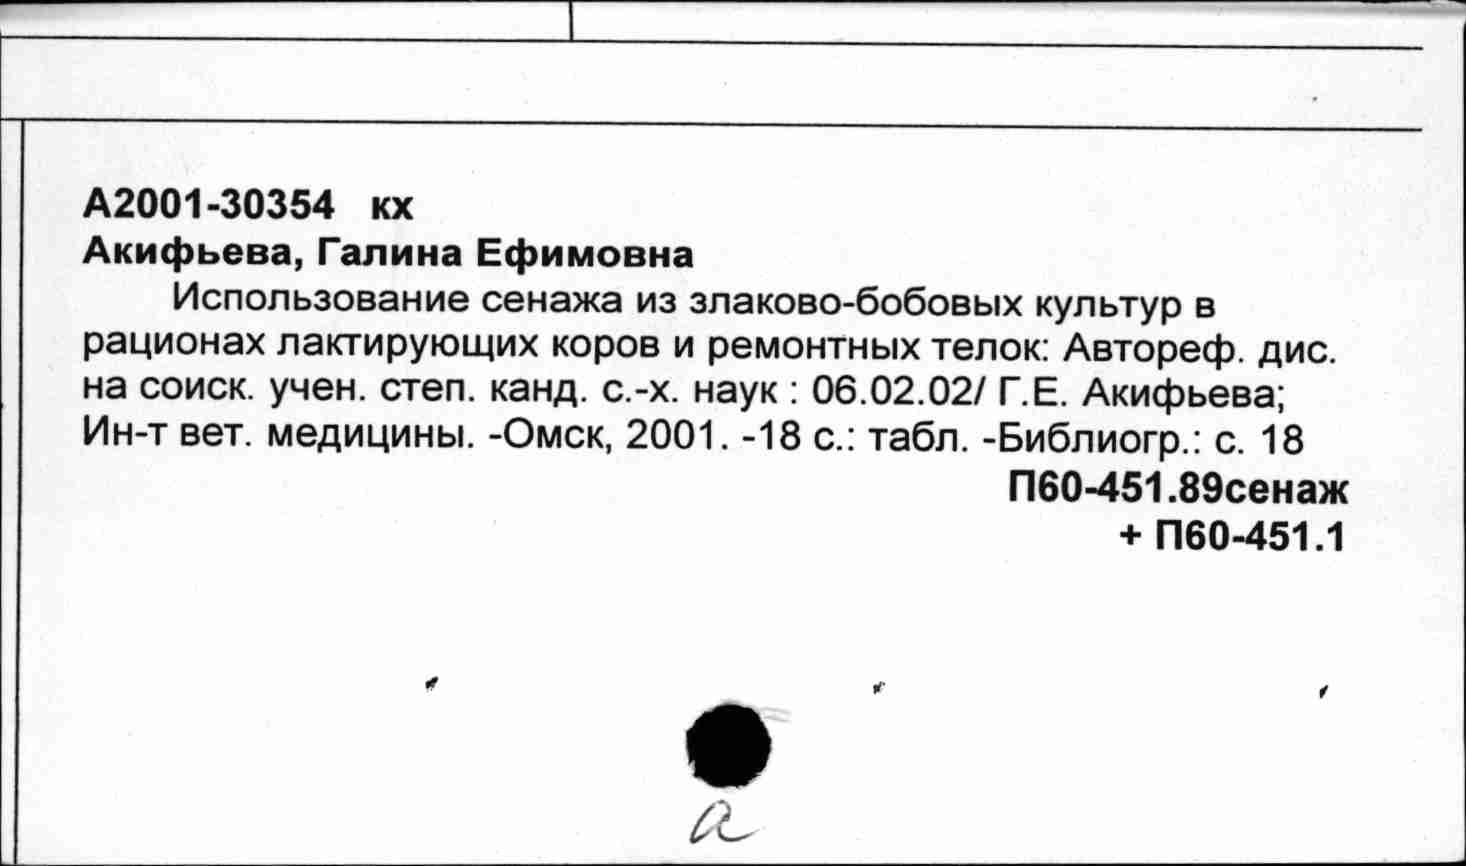 А2001-30354 кх
Акифьева, Галина Ефимовна
Использование сенажа из злаково-бобовых культур в
рационах лактирующих коров и ремонтных телок: Автореф. дис.
на соиск. учен. степ. канд. с.-х. наук : 06.02.02/ Г.Е. Акифьева;
Ин-т вет. медицины. -Омск, 2001. -18 с.: табл. -Библиогр.: с. 18
П60-451.89сенаж
+ П60-451.1
а